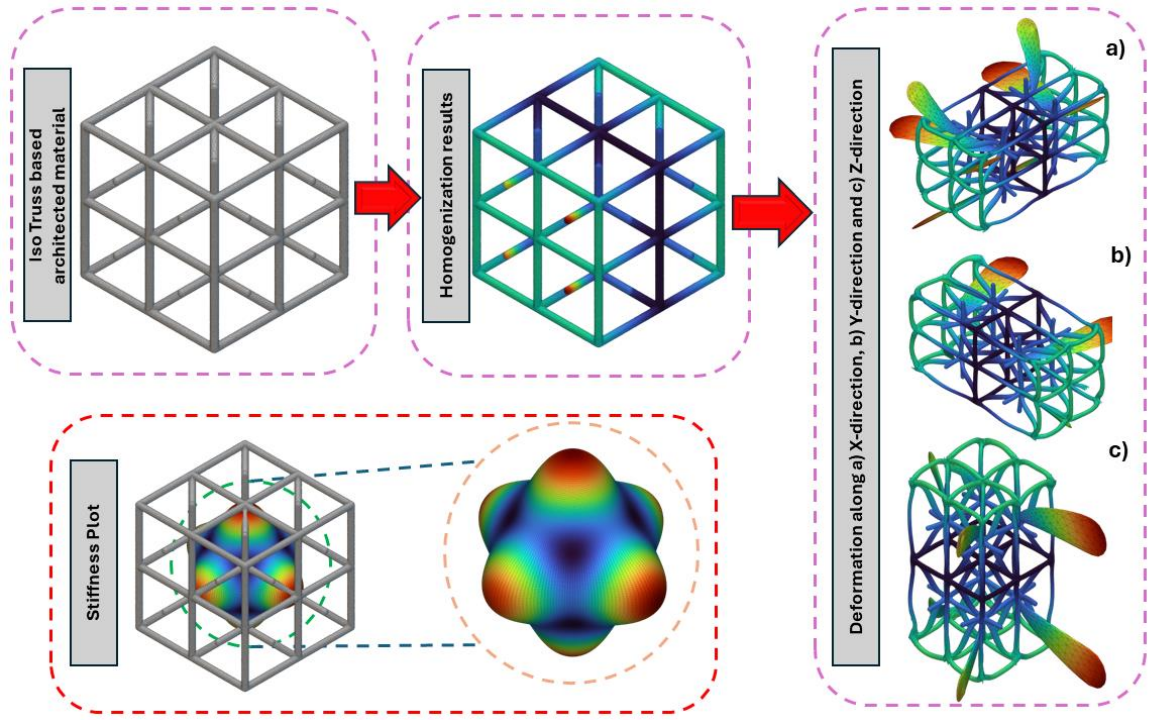 Iso Truss based
architected material
Homogenization results
Deformation along a) X-direction, b) Y-direction and c) Z-direction
a)
b)
c)
Stiffness Plot